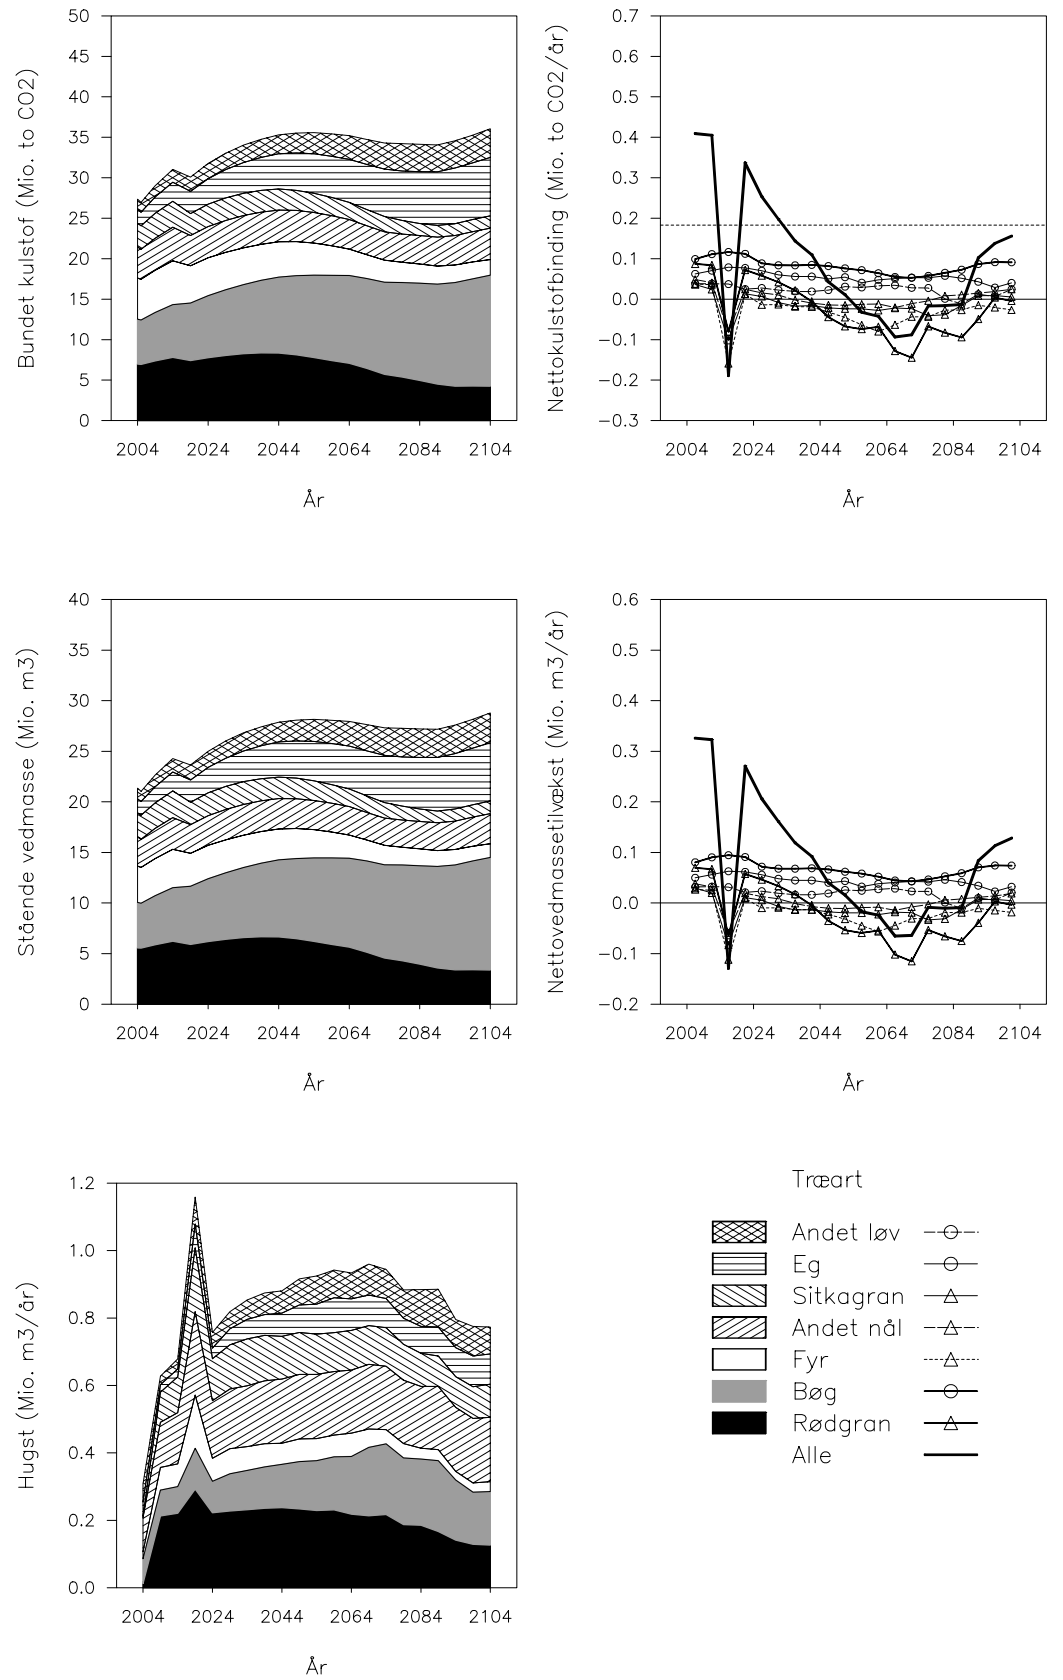 Bundet kulstof (Mio. to CO2)
50
45
40
35
30
25
20
15
10
5
0
2004 2024 2044 2064 2084 2104
År
Nettokulstofbinding (Mio. to CO2/år)
0.7
0.6
0.5
0.4
0.3
0.2
0.1
0.0
−0.1
−0.2
−0.3
2004 2024 2044 2064 2084 2104
År
Stående vedmasse (Mio. m3)
40
35
30
25
20
15
10
5
0
2004 2024 2044 2064 2084 2104
År
Nettovedmassetilvækst (Mio. m3/år)
0.6
0.5
0.4
0.3
0.2
0.1
0.0
−0.1
−0.2
2004 2024 2044 2064 2084 2104
År
Hugst (Mio. m3/år)
1.2
1.0
0.8
0.6
0.4
0.2
0.0
2004 2024 2044 2064 2084 2104
År
Træart
Andet løv
Eg
Sitkagran
Andet nål
Fyr
Bøg
Rødgran
Alle